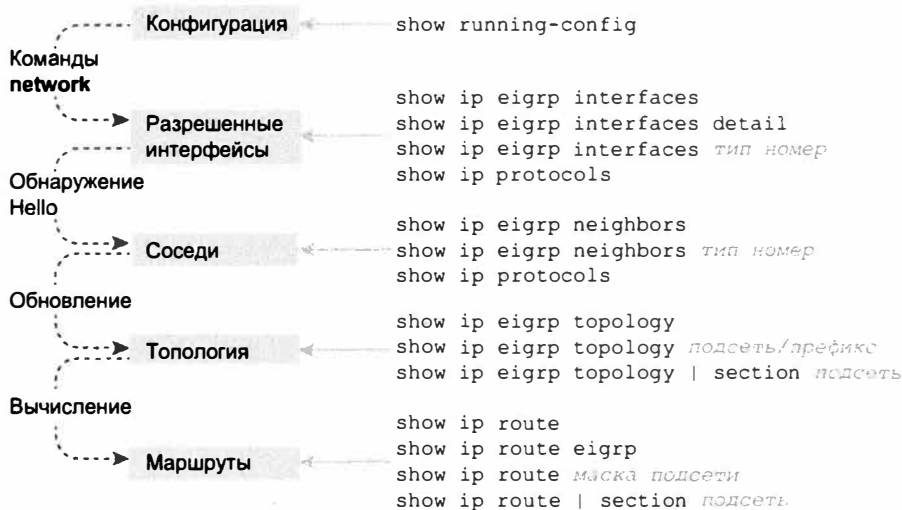 Конфигурация
show running-config
Команды
network
Разрешенные
интерфейсы
show ip eigrp interfaces
show ip eigrp interfaces detail
show ip eigrp interfaces тип номер
show ip protocols
Обнаружение
Hello
Соседи
show ip eigrp neighbors
show ip eigrp neighbors тип номер
show ip protocols
Обновление
Топология
show ip eigrp topology
show ip eigrp topology подсеть/префикс
show ip eigrp topology | section подсеть
Вычисление
Маршруты
show ip route
show ip route eigrp
show ip route маска подсети
show ip route | section подсеть